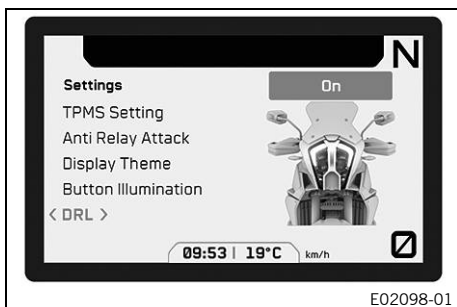 N
Settings
On
TPMS Setting
Anti Relay Attack
Display Theme
Button Illumination
< DRL >
09:53 | 19°C km/h
E02098-01